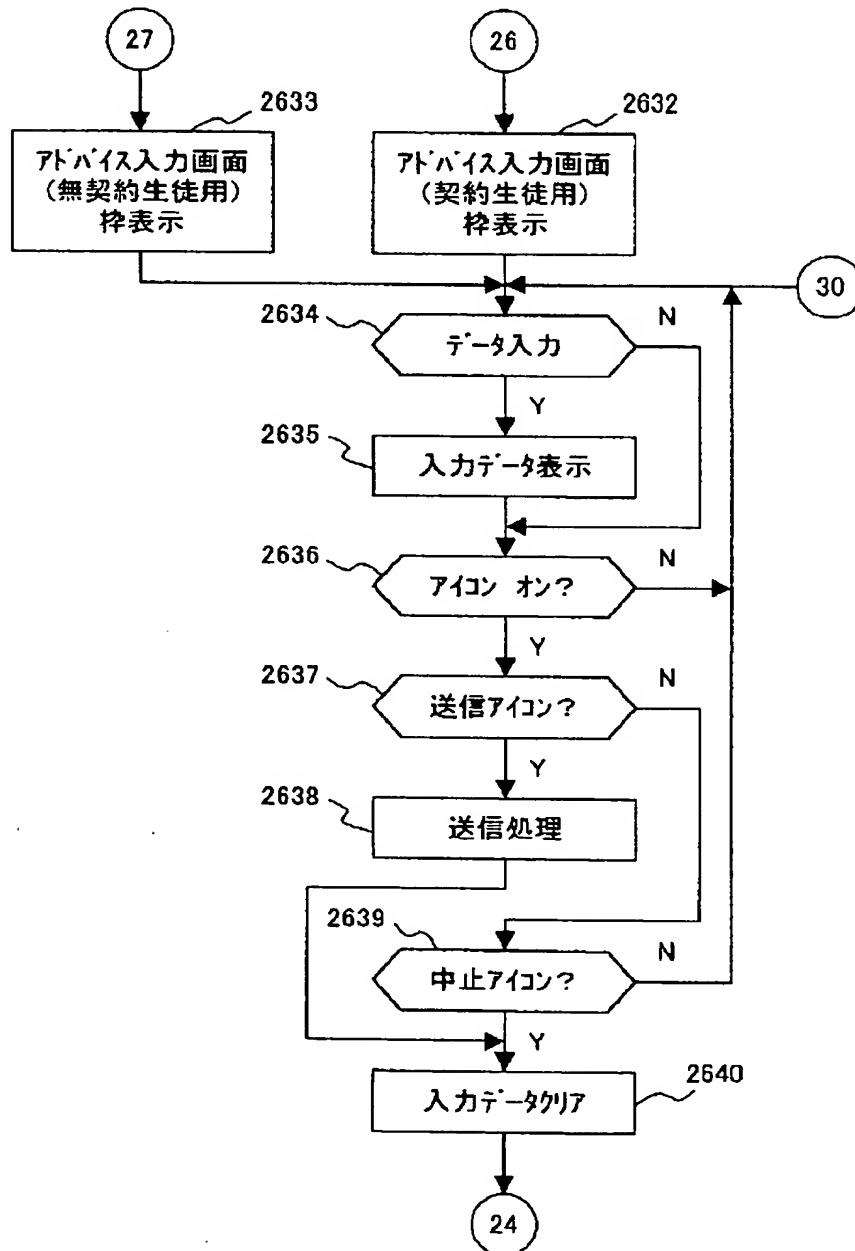 27
26
2633
2632
アドバイス入力画面
(無契約生徒用)
枠表示
アドバイス入力画面
(契約生徒用)
枠表示
30
2634
データ入力
N
Y
2635
入力データ表示
2636
アイコン オン?
N
Y
2637
送信アイコン?
N
Y
2638
送信処理
2639
中止アイコン?
N
Y
2640
入力データクリア
24